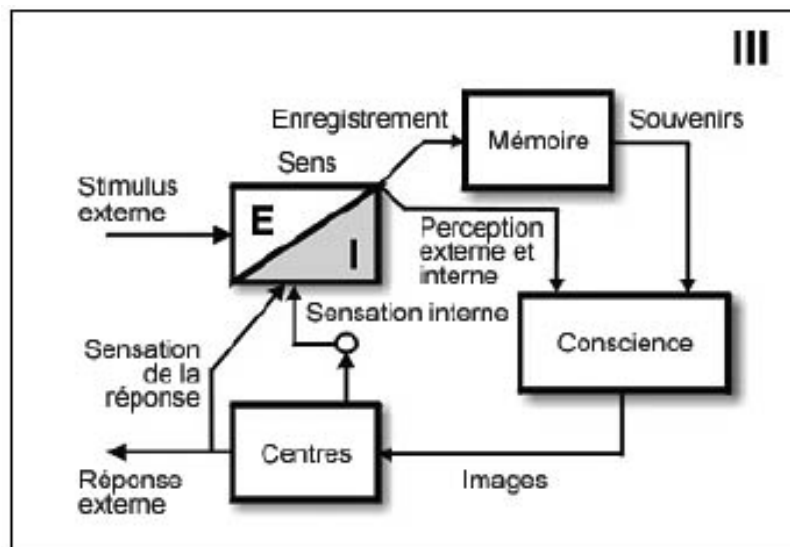 III
Enregistrement
Mémoire
Souvenirs
Sens
Stimulus
externe
E
I
Perception
externe et
interne
Sensation interne
Conscience
Sensation
de la
réponse
Centres
Réponse
externe
Images